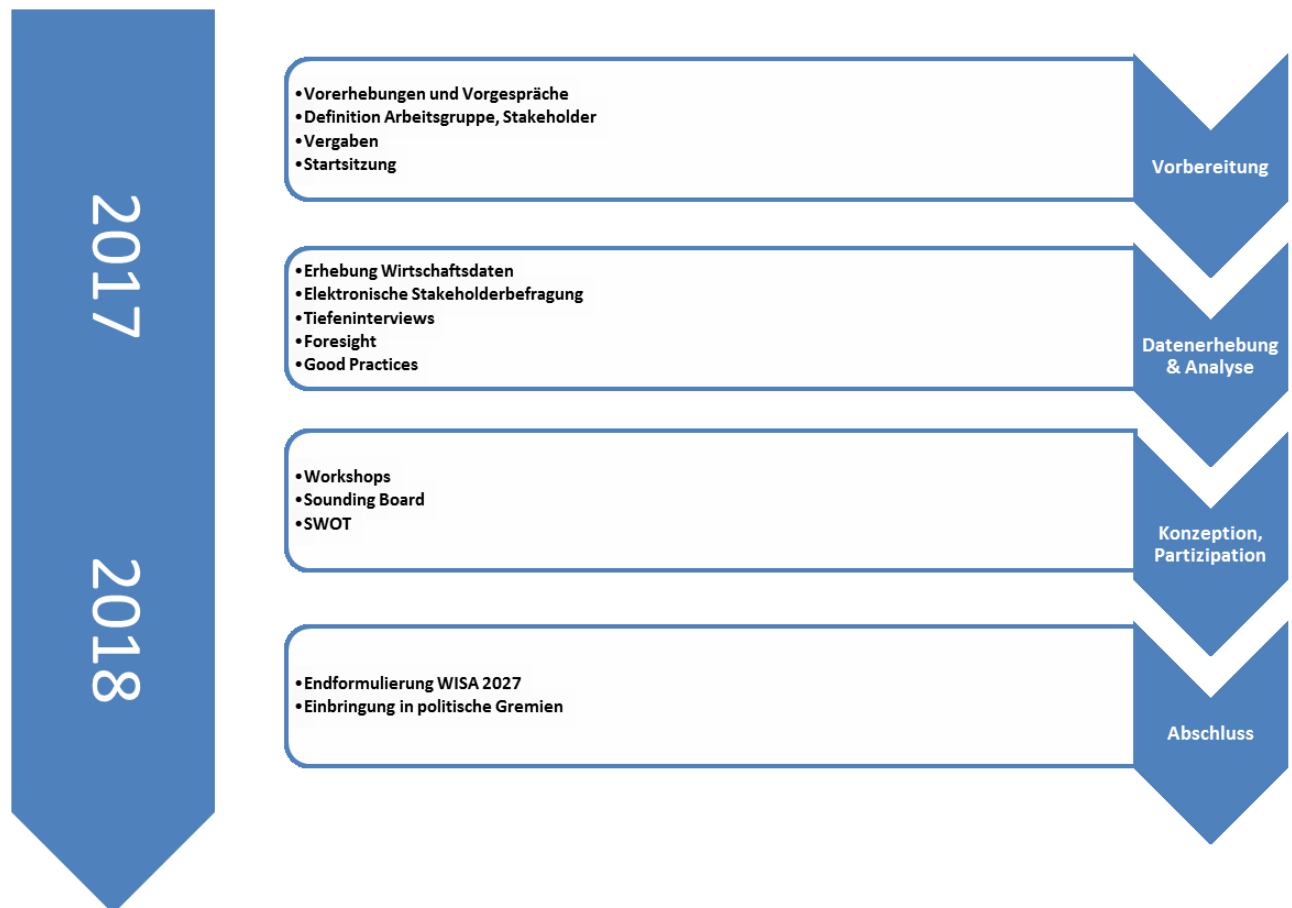 2017
2018
•Vorerhebungen und Vorgespräche
•Definition Arbeitsgruppe, Stakeholder
•Vergaben
•Startsitzung
Vorbereitung
•Erhebung Wirtschaftsdaten
•Elektronische Stakeholderbefragung
•Tiefeninterviews
•Foresight
•Good Practices
Datenerhebung
& Analyse
•Workshops
•Sounding Board
•SWOT
Konzeption,
Partizipation
•Endformulierung WISA 2027
•Einbringung in politische Gremien
Abschluss